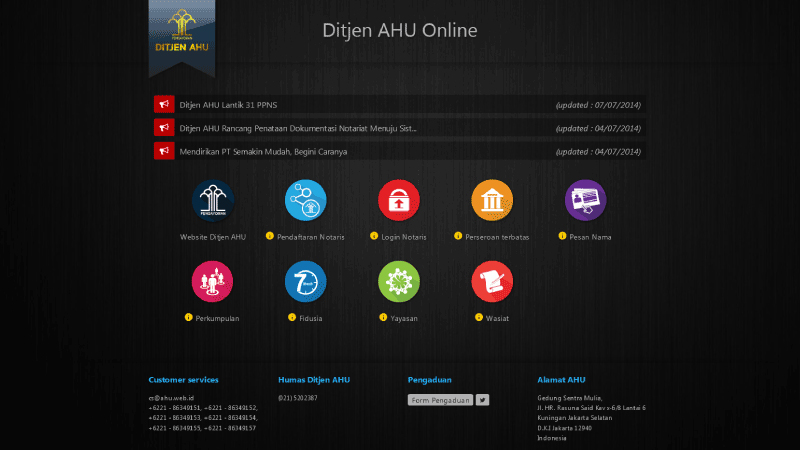 PENGAYOMAN
DITJEN AHU
Ditjen AHU Online
Ditjen AHU Lantik 31 PPNS (updated : 07/07/2014)
Ditjen AHU Rancang Penataan Dokumentasi Notariat Menuju Sist... (updated : 04/07/2014)
Mendirikan PT Semakin Mudah, Begini Caranya (updated : 04/07/2014)
PENGAYOMAN
7
Website Ditjen AHU
Pendaftaran Notaris
Login Notaris
Perseroan terbatas
Pesan Nama
Perkumpulan
Fidusia
Yayasan
Wasiat
Customer services
cs@ahu.web.id
+6221 - 86349151, +6221 - 86349152,
+6221 - 86349153, +6221 - 86349154,
+6221 - 86349155, +6221 - 86349157
Humas Ditjen AHU
(021) 5202387
Pengaduan
Form Pengaduan
Alamat AHU
Gedung Sentra Mulia,
Jl. HR. Rasuna Said Kav x-6/8 Lantai 6
Kuningan Jakarta Selatan
D.K.I Jakarta 12940
Indonesia